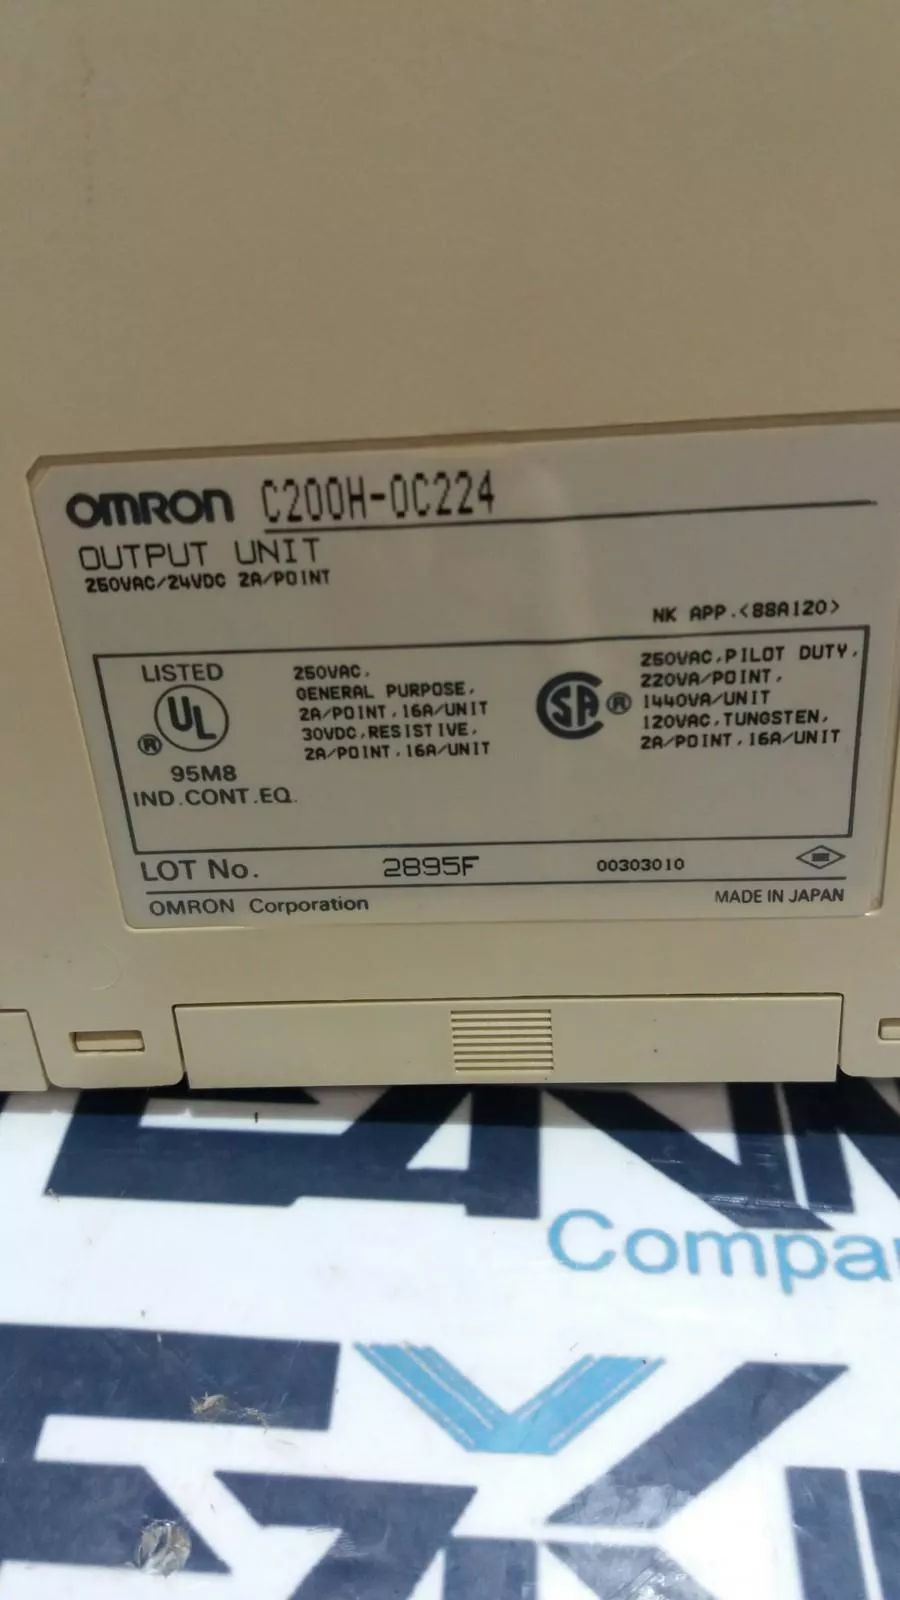 OMRON C200H-OC224
OUTPUT UNIT
250VAC/24VDC 2A/POINT
NK APP.<88A120>
LISTED
UL
®
95M8
IND.CONT.EQ.
250VAC,
GENERAL PURPOSE,
2A/POINT,16A/UNIT
30VDC,RESISTIVE,
2A/POINT,16A/UNIT
SA ®
250VAC,PILOT DUTY,
220VA/POINT,
1440VA/UNIT
120VAC,TUNGSTEN,
2A/POINT,16A/UNIT
LOT No. 2895F 00303010
OMRON Corporation MADE IN JAPAN
Compa